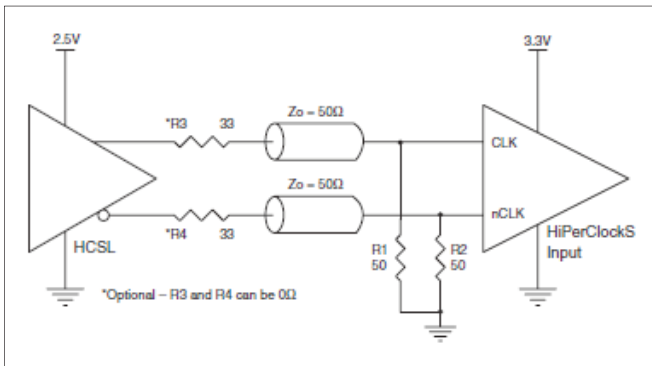 2.5V
3.3V
*R3 33
Zo = 50Ω
CLK
*R4 33
Zo = 50Ω
nCLK
HCSL
R1
50
R2
50
HiPerClockS
Input
*Optional – R3 and R4 can be 0Ω